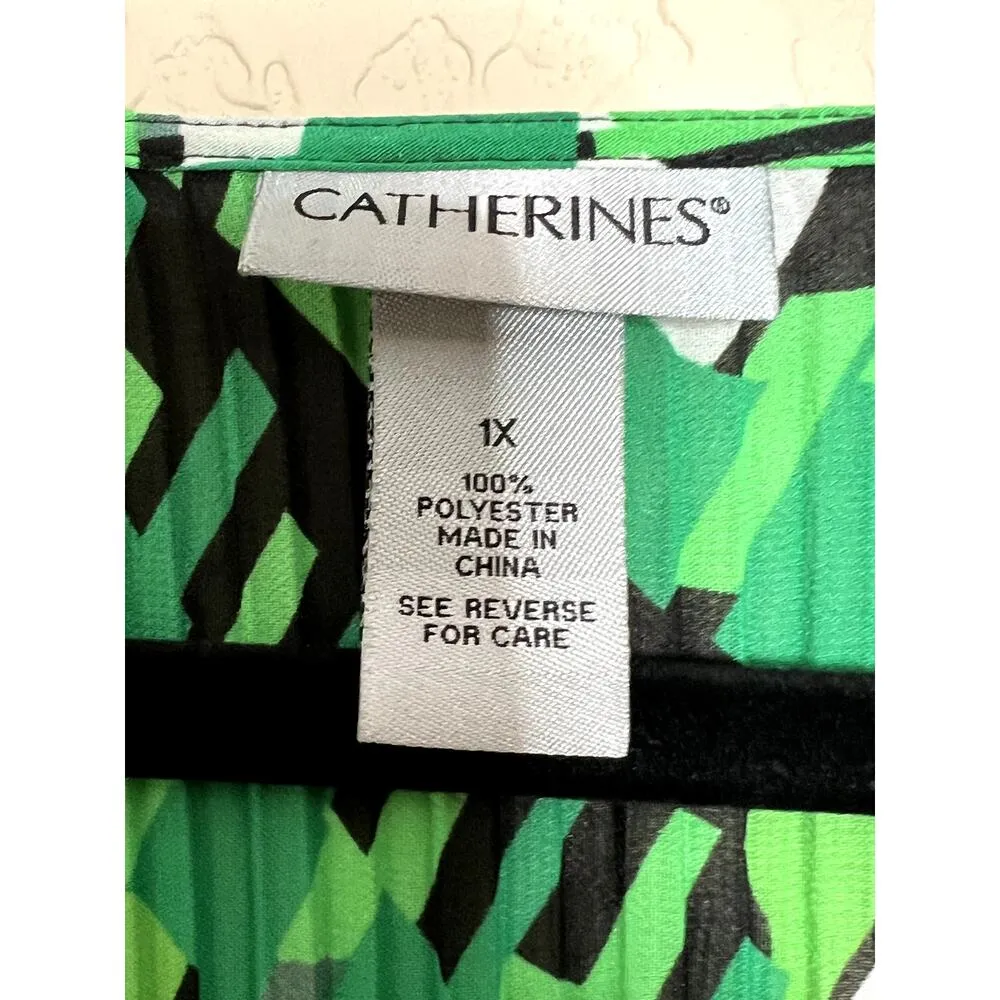 CATHERINES®
1X
100%
POLYESTER
MADE IN
CHINA
SEE REVERSE
FOR CARE